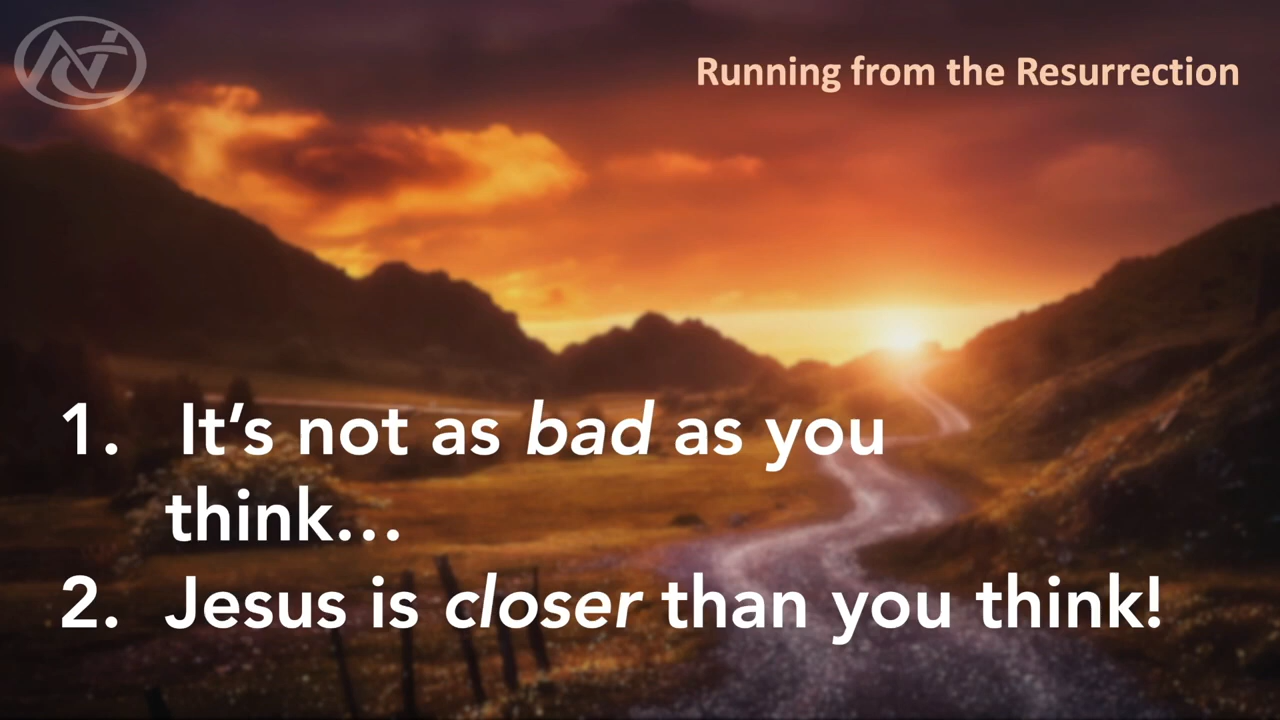 Running from the Resurrection
1. It’s not as bad as you
think…
2. Jesus is closer than you think!